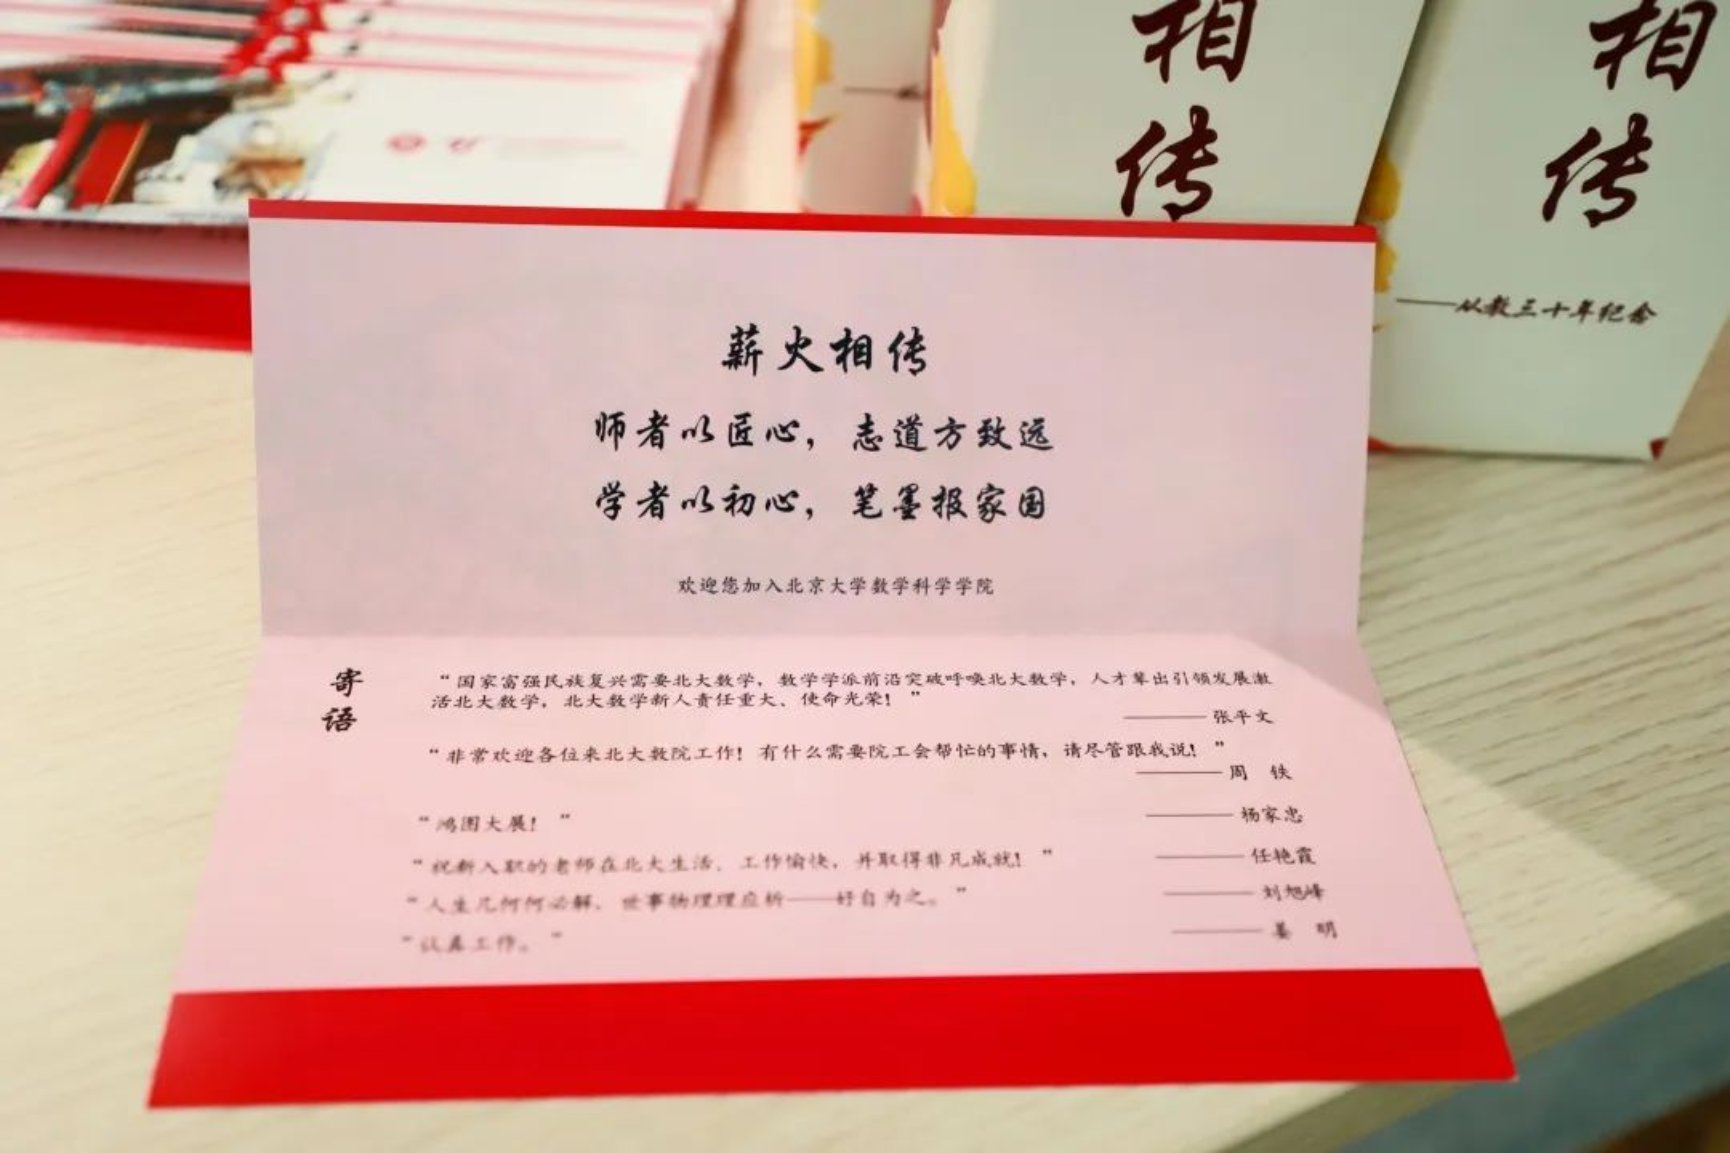 相
传
相
传
——从教三十年纪念
薪火相传
师者以匠心，志道方致远
学者以初心，笔墨报家国
欢迎您加入北京大学数学科学学院
寄
语
“国家富强民族复兴需要北大数学，数学学派前沿突破呼唤北大数学，人才辈出引领发展激
活北大数学，北大数学新人责任重大、使命光荣！”
——张平文
“非常欢迎各位来北大数院工作！有什么需要院工会帮忙的事情，请尽管跟我说！”
——周 铁
“鸿图大展！”
——杨家忠
“祝新入职的老师在北大生活、工作愉快，并取得非凡成就！”
——任艳霞
“人生几何何必解，世事物理理应析——好自为之。”
——刘旭峰
“认真工作。”
——姜 明